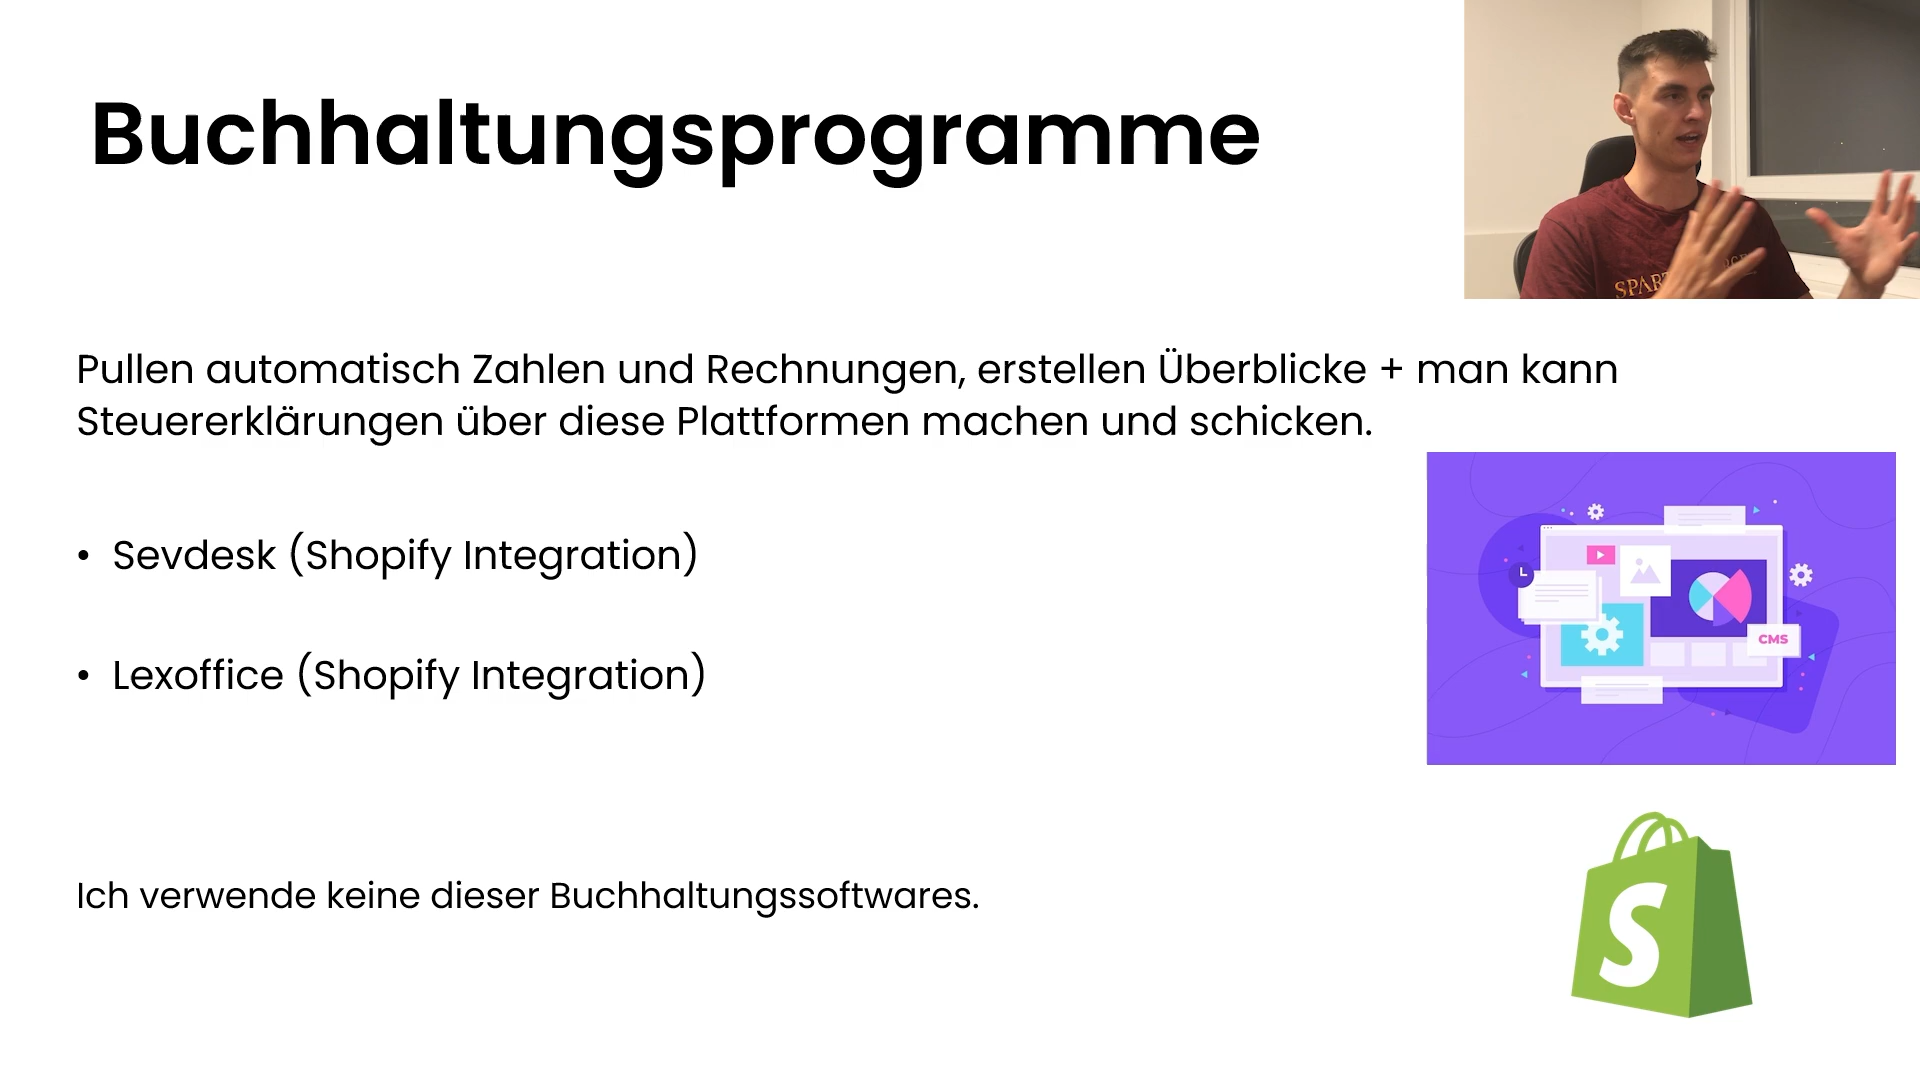 Buchhaltungsprogramme
Pullen automatisch Zahlen und Rechnungen, erstellen Überblicke + man kann
Steuererklärungen über diese Plattformen machen und schicken.
• Sevdesk (Shopify Integration)
CMS
• Lexoffice (Shopify Integration)
Ich verwende keine dieser Buchhaltungssoftwares.
S